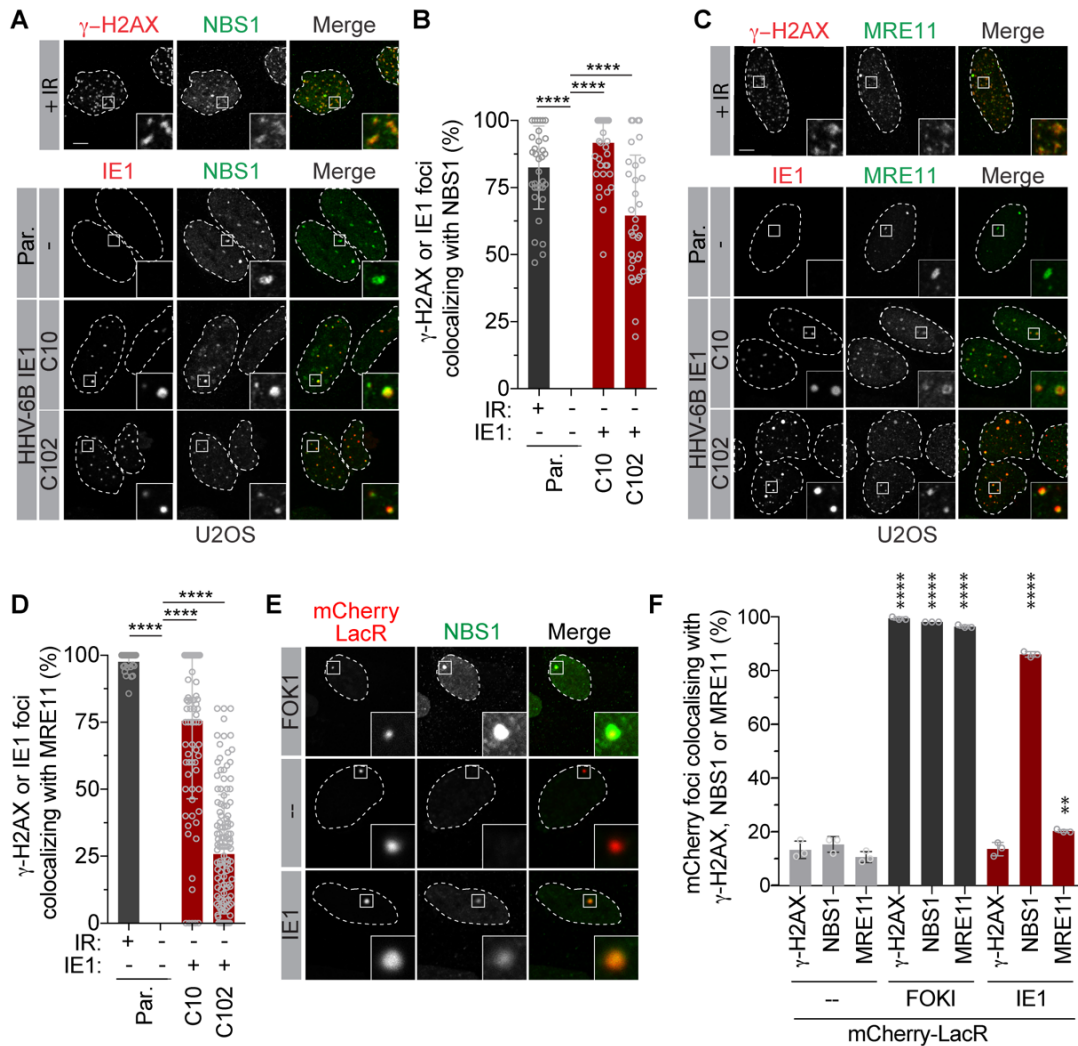 A
γ-H2AX NBS1 Merge
+ IR
IE1 NBS1 Merge
Par.
-
HHV-6B IE1
C10
C102
U2OS
B
γ-H2AX or IE1 foci
colocalizing with NBS1 (%)
100
75
50
25
0
****
****
****
IR: + - - -
IE1: - - + +
Par.
C10
C102
C
γ-H2AX MRE11 Merge
+ IR
IE1 MRE11 Merge
Par.
-
HHV-6B IE1
C10
C102
U2OS
D
γ-H2AX or IE1 foci
colocalizing with MRE11 (%)
100
75
50
25
0
****
****
****
IR: + - - -
IE1: - - + +
Par.
C10
C102
E
mCherry
LacR
NBS1 Merge
FOK1
--
IE1
F
mCherry foci colocalising with
γ-H2AX, NBS1 or MRE11 (%)
100
80
60
40
20
0
**** **** **** **** **
γ-H2AX NBS1 MRE11 γ-H2AX NBS1 MRE11 γ-H2AX NBS1 MRE11
-- FOKI IE1
mCherry-LacR